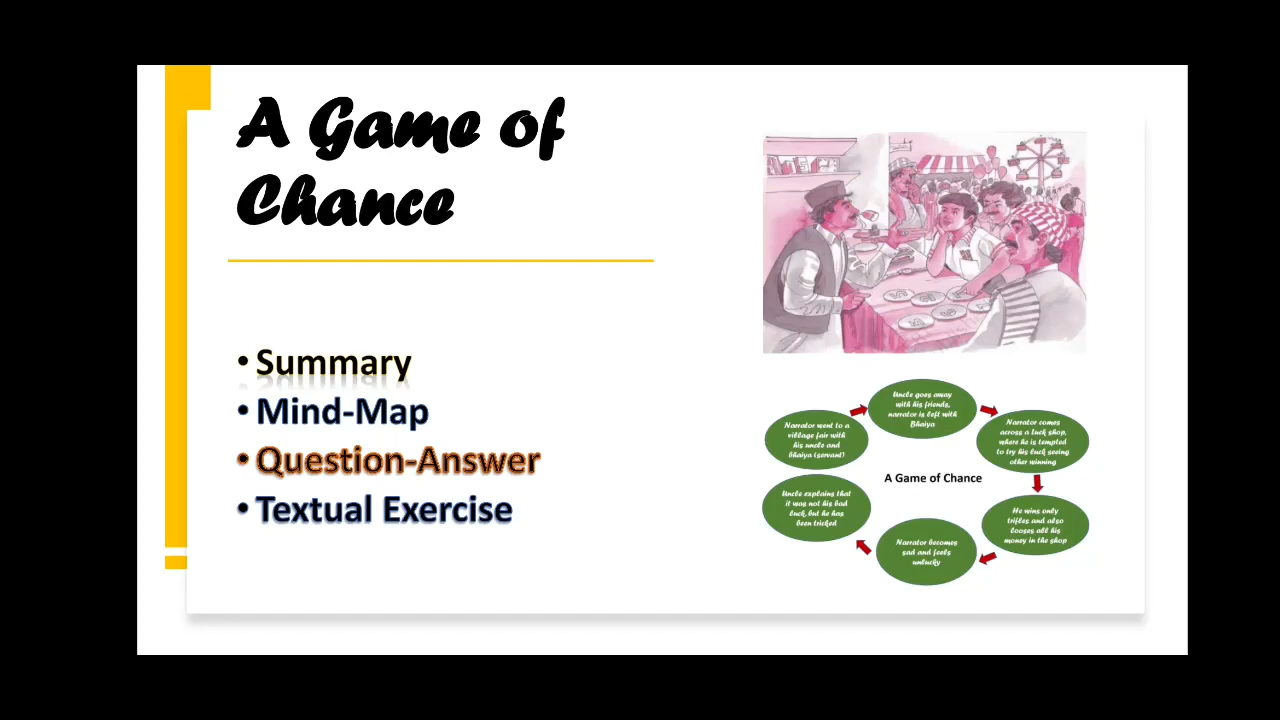 A Game of
Chance
• Summary
• Mind-Map
• Question-Answer
• Textual Exercise
Uncle goes away
with his friends,
narrator is left with
Bhaiya
Narrator went to a
village fair with
his uncle and
bhaiya (servant)
Narrator comes
across a luck shop,
where he is tempted
to try his luck seeing
other winning
A Game of Chance
Uncle explains that
it was not his bad
luck, but he has
been tricked
He wins only
trifles and also
looses all his
money in the shop
Narrator becomes
sad and feels
unlucky